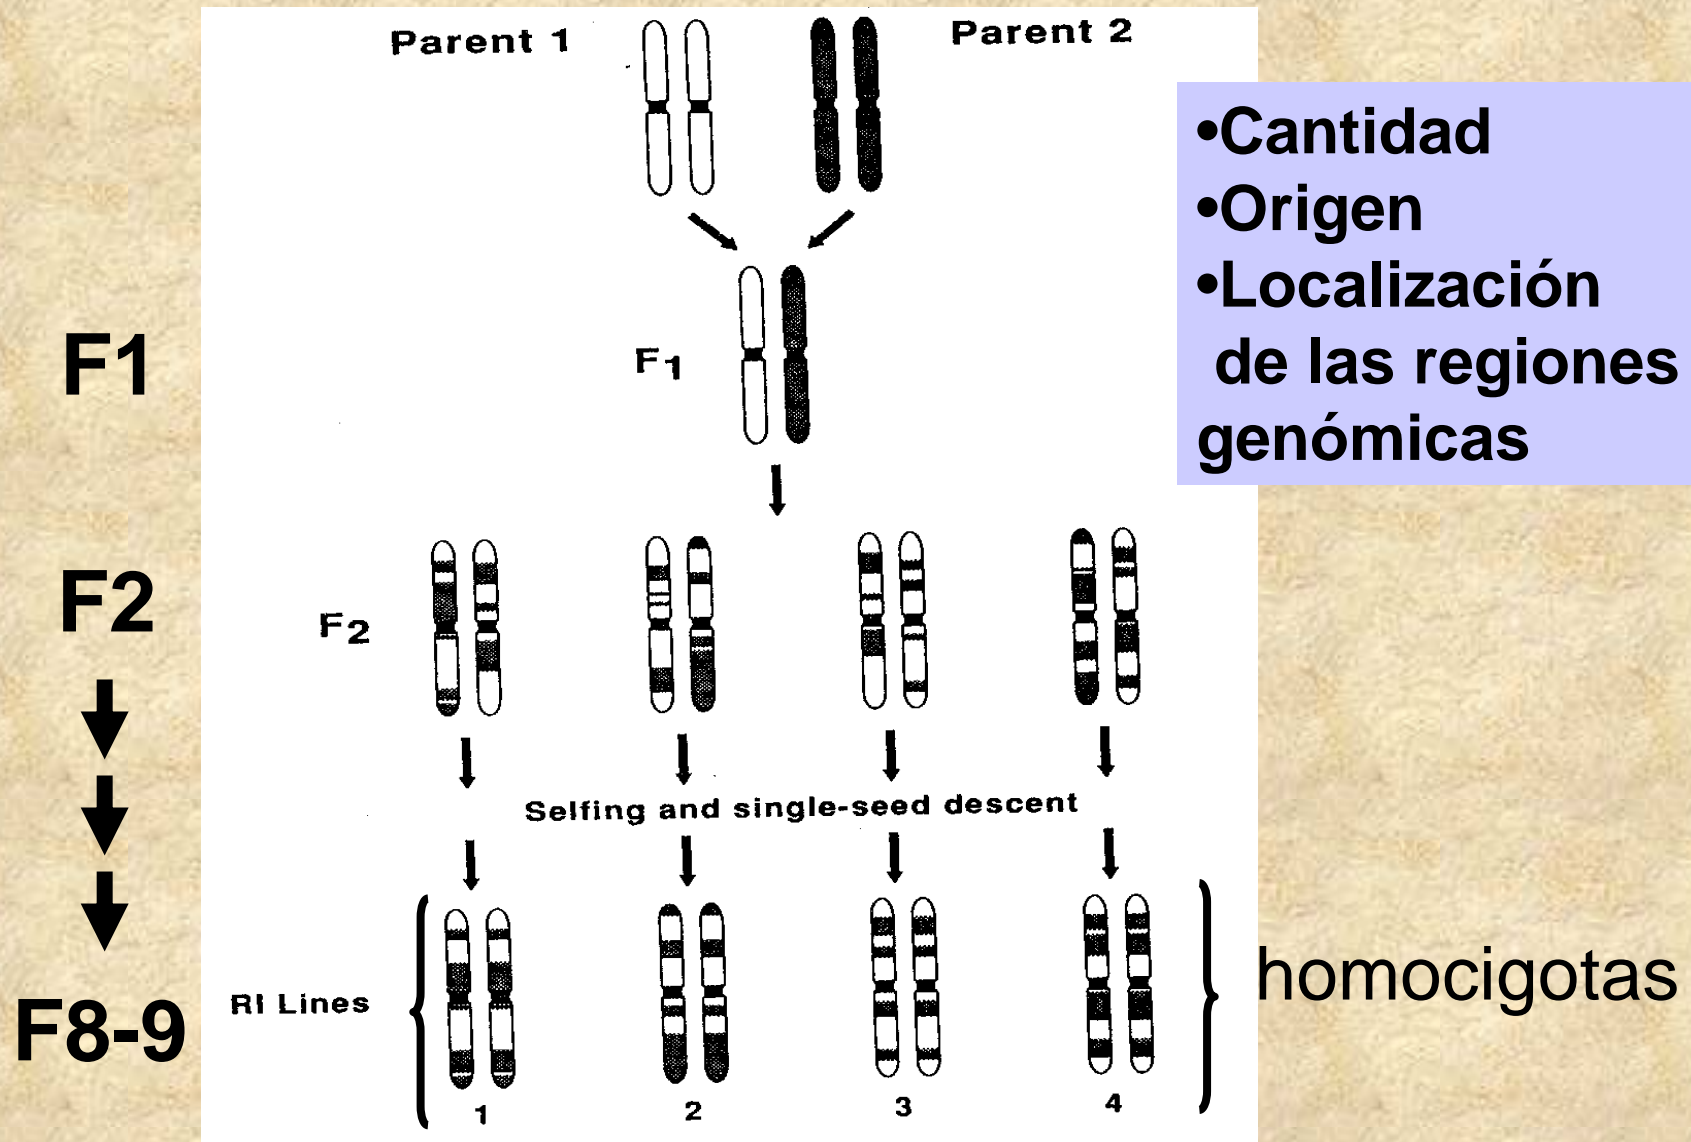 Parent 1
Parent 2
•Cantidad
•Origen
•Localización
de las regiones
genómicas
F1
F1
F2
F2
Selfing and single-seed descent
F8-9
RI Lines
homocigotas
1
2
3
4